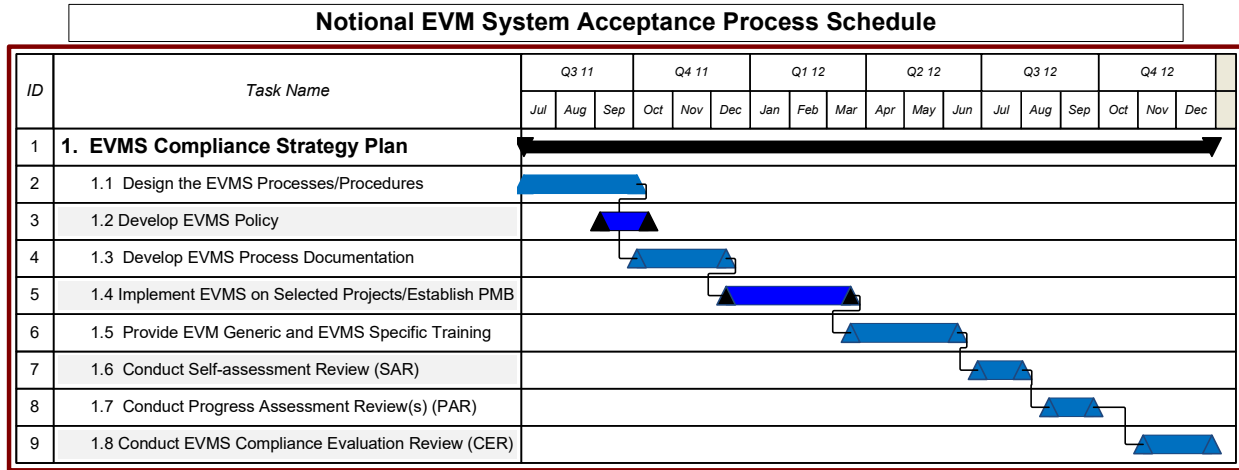 Notional EVM System Acceptance Process Schedule
ID Task Name Q3 11 Q4 11 Q1 12 Q2 12 Q3 12 Q4 12
Jul Aug Sep Oct Nov Dec Jan Feb Mar Apr May Jun Jul Aug Sep Oct Nov Dec
1 1. EVMS Compliance Strategy Plan
2 1.1 Design the EVMS Processes/Procedures
3 1.2 Develop EVMS Policy
4 1.3 Develop EVMS Process Documentation
5 1.4 Implement EVMS on Selected Projects/Establish PMB
6 1.5 Provide EVM Generic and EVMS Specific Training
7 1.6 Conduct Self-assessment Review (SAR)
8 1.7 Conduct Progress Assessment Review(s) (PAR)
9 1.8 Conduct EVMS Compliance Evaluation Review (CER)